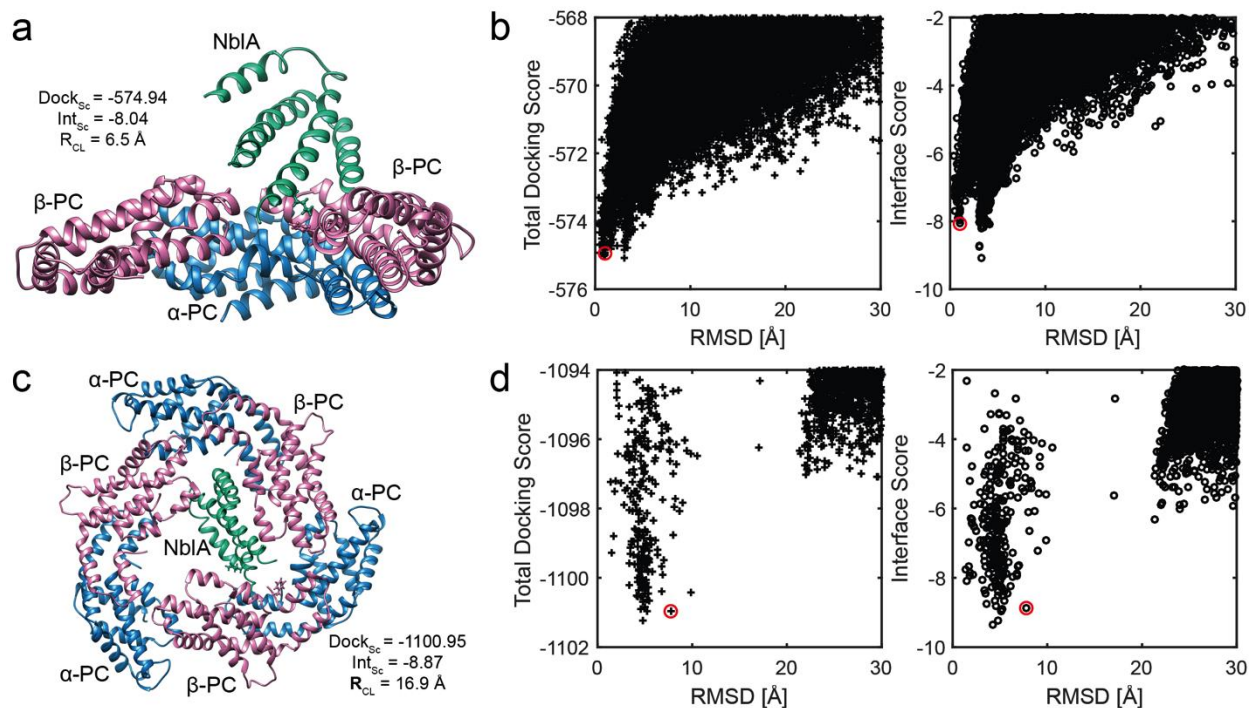 a
NblA
Dock_Sc = -574.94
Int_Sc = -8.04
R_CL = 6.5 Å
β-PC
β-PC
α-PC
b
Total Docking Score
-568
-570
-572
-574
-576
0
10
20
30
RMSD [Å]
Interface Score
-2
-4
-6
-8
-10
0
10
20
30
RMSD [Å]
c
α-PC
β-PC
β-PC
α-PC
NblA
Dock_Sc = -1100.95
Int_Sc = -8.87
R_CL = 16.9 Å
α-PC
β-PC
d
Total Docking Score
-1094
-1096
-1098
-1100
-1102
0
10
20
30
RMSD [Å]
Interface Score
-2
-4
-6
-8
-10
0
10
20
30
RMSD [Å]